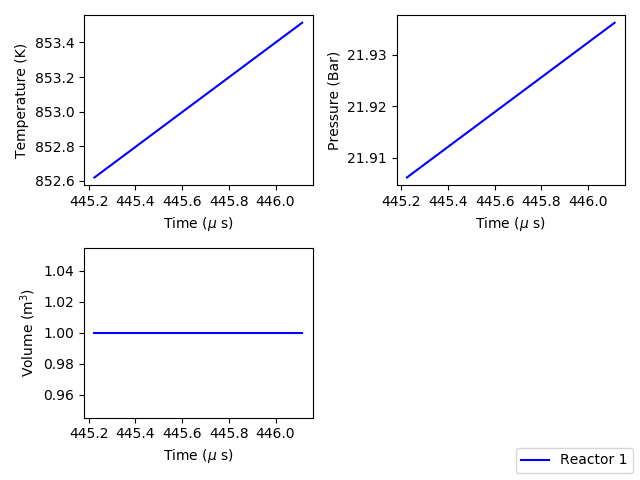 Temperature (K)
853.4
853.2
853.0
852.8
852.6
445.2 445.4 445.6 445.8 446.0
Time (μ s)
Pressure (Bar)
21.93
21.92
21.91
445.2 445.4 445.6 445.8 446.0
Time (μ s)
Volume (m³)
1.04
1.02
1.00
0.98
0.96
445.2 445.4 445.6 445.8 446.0
Time (μ s)
Reactor 1